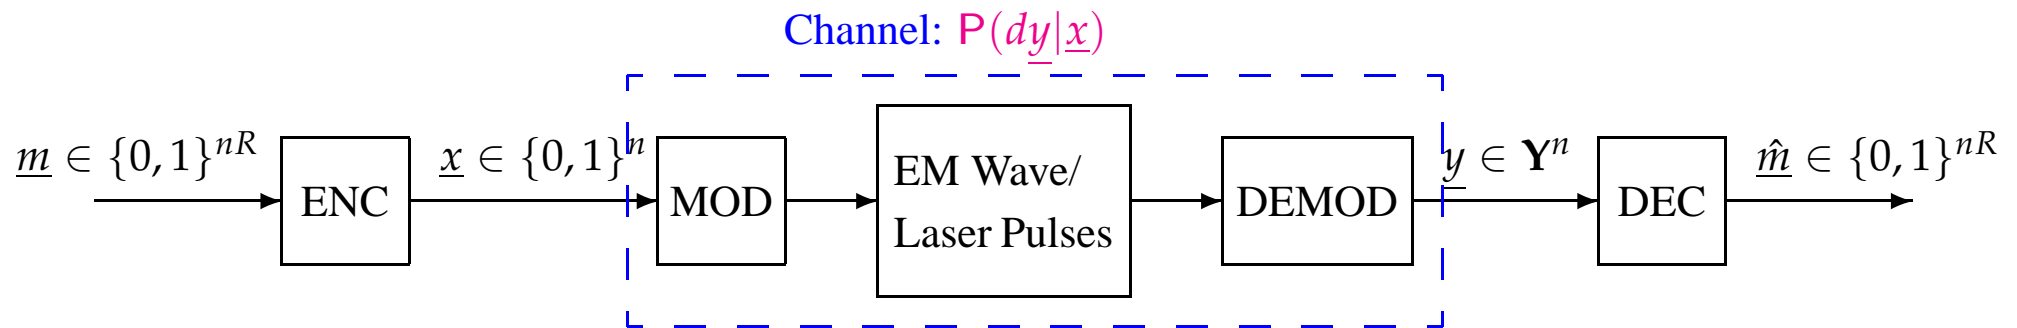 Channel: P(dy|x)
m ∈ {0, 1}^{nR}
ENC
x ∈ {0, 1}^n
MOD
EM Wave/
Laser Pulses
DEMOD
y ∈ Y^n
DEC
m̂ ∈ {0, 1}^{nR}